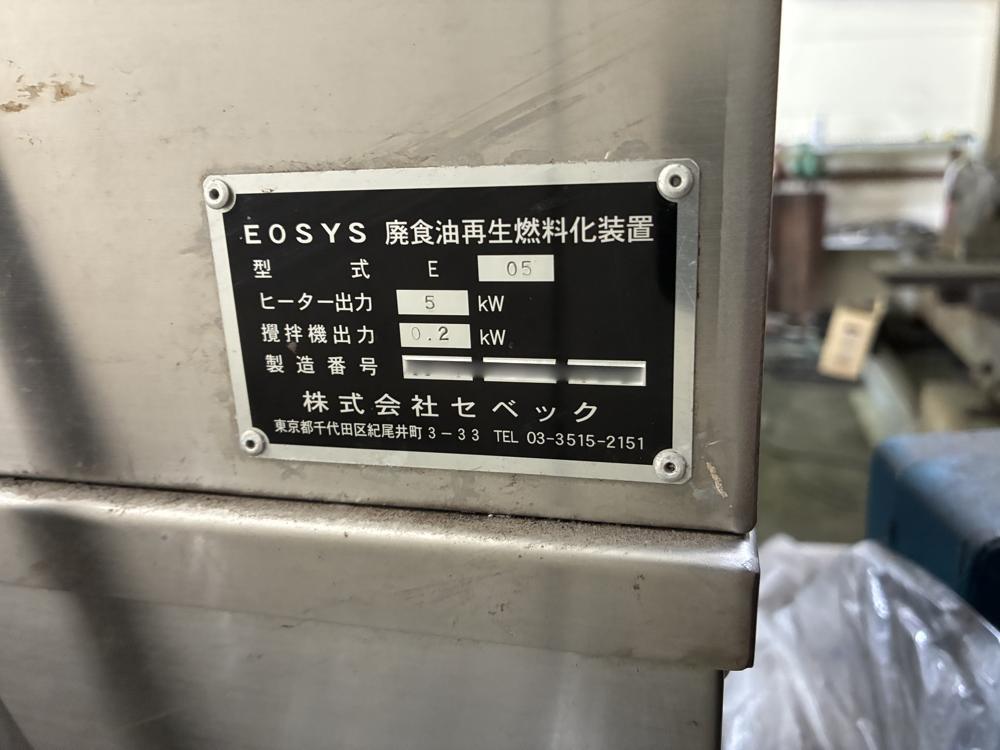 EOSYS 廃食油再生燃料化装置
型式 E 05
ヒーター出力 5 kW
攪拌機出力 0.2 kW
製造番号
株式会社セベック
東京都千代田区紀尾井町3-33 TEL 03-3515-2151